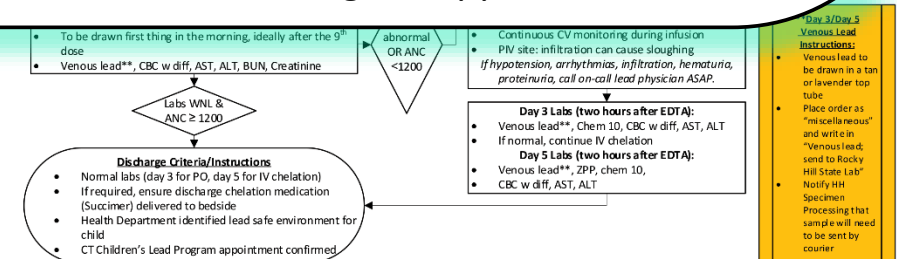 To be drawn first thing in the morning, ideally after the 9th
dose
Venous lead**, CBC w diff, AST, ALT, BUN, Creatinine
abnormal
OR ANC
<1200
Labs WNL &
ANC ≥ 1200
Discharge Criteria/Instructions
Normal labs (day 3 for PO, day 5 for IV chelation)
If required, ensure discharge chelation medication
(Succimer) delivered to bedside
Health Department identified lead safe environment for
child
CT Children's Lead Program appointment confirmed
Continuous CV monitoring during infusion
PIV site: infiltration can cause sloughing
If hypotension, arrhythmias, infiltration, hematuria,
proteinuria, call on-call lead physician ASAP.
Day 3 Labs (two hours after EDTA):
Venous lead**, Chem 10, CBC w diff, AST, ALT
If normal, continue IV chelation
Day 5 Labs (two hours after EDTA):
Venous lead**, ZPP, chem 10,
CBC w diff, AST, ALT
*Day 3/Day 5
Venous Lead
Instructions:
Venous lead to
be drawn in a tan
or lavender top
tube
Place order as
"miscellaneous"
and write in
"Venous lead;
send to Rocky
Hill State Lab"
Notify HH
Specimen
Processing that
sample will need
to be sent by
courier